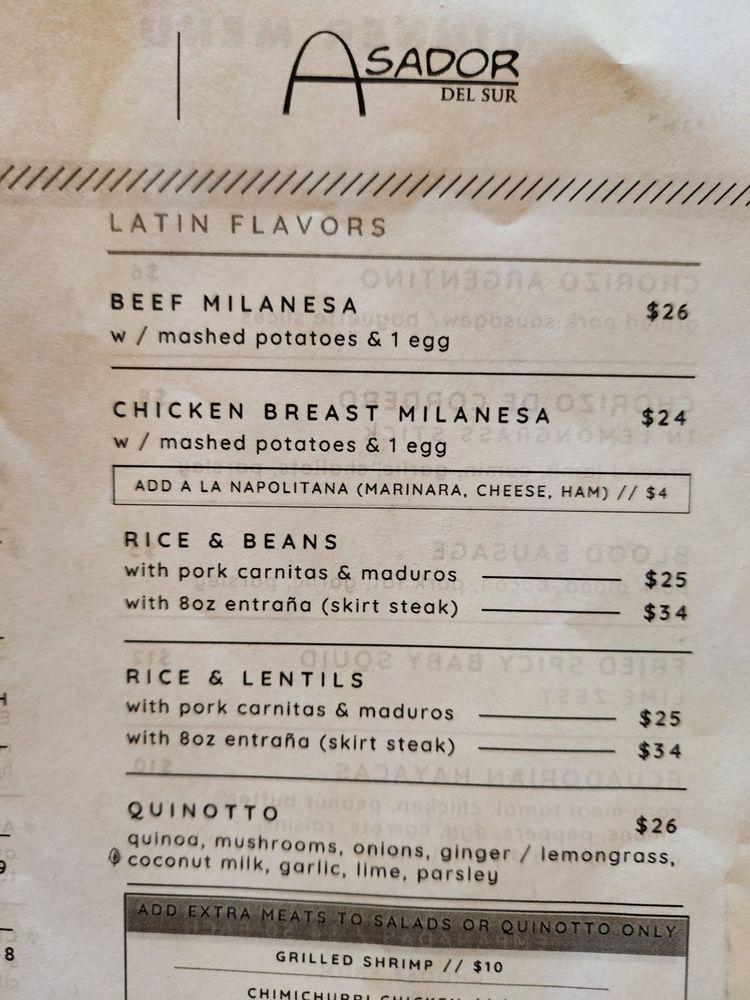 ASADOR
DEL SUR
LATIN FLAVORS
BEEF MILANESA $26
w / mashed potatoes & 1 egg
CHICKEN BREAST MILANESA $24
w / mashed potatoes & 1 egg
ADD A LA NAPOLITANA (MARINARA, CHEESE, HAM) // $4
RICE & BEANS
with pork carnitas & maduros $25
with 8oz entraña (skirt steak) $34
RICE & LENTILS
with pork carnitas & maduros $25
with 8oz entraña (skirt steak) $34
QUINOTTO $26
quinoa, mushrooms, onions, ginger / lemongrass,
coconut milk, garlic, lime, parsley
ADD EXTRA MEATS TO SALADS OR QUINOTTO ONLY
GRILLED SHRIMP // $10
CHIMICHURRI CHICKEN